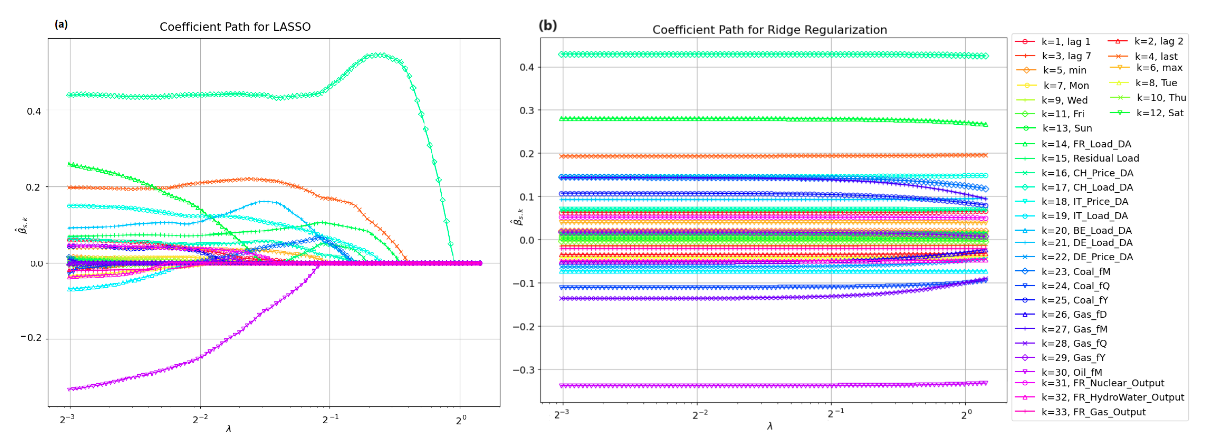 (a)
Coefficient Path for LASSO
0.4
0.2
0.0
−0.2
β̂s,k
2⁻³
2⁻²
2⁻¹
2⁰
λ
(b)
Coefficient Path for Ridge Regularization
0.4
0.3
0.2
0.1
0.0
−0.1
−0.2
−0.3
β̂s,k
2⁻³
2⁻²
2⁻¹
2⁰
λ
k=1, lag 1
k=2, lag 2
k=3, lag 7
k=4, last
k=5, min
k=6, max
k=7, Mon
k=8, Tue
k=9, Wed
k=10, Thu
k=11, Fri
k=12, Sat
k=13, Sun
k=14, FR_Load_DA
k=15, Residual Load
k=16, CH_Price_DA
k=17, CH_Load_DA
k=18, IT_Price_DA
k=19, IT_Load_DA
k=20, BE_Load_DA
k=21, DE_Load_DA
k=22, DE_Price_DA
k=23, Coal_fM
k=24, Coal_fQ
k=25, Coal_fY
k=26, Gas_fD
k=27, Gas_fM
k=28, Gas_fQ
k=29, Gas_fY
k=30, Oil_fM
k=31, FR_Nuclear_Output
k=32, FR_HydroWater_Output
k=33, FR_Gas_Output